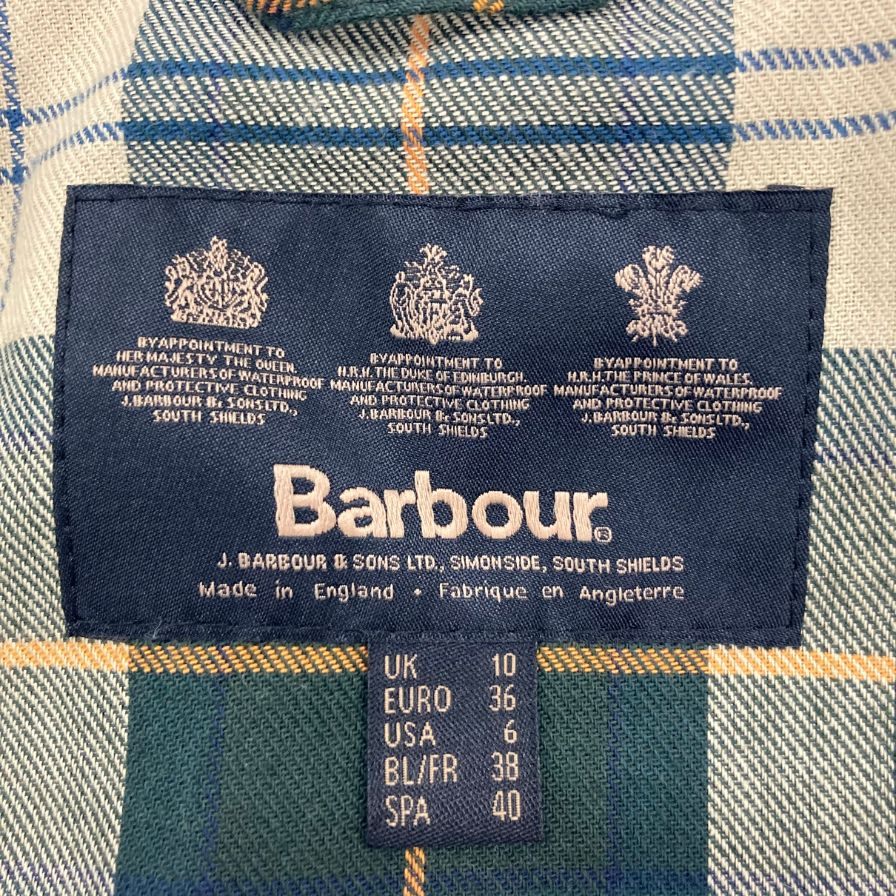 BY APPOINTMENT TO
HER MAJESTY THE QUEEN.
MANUFACTURERS OF WATERPROOF
AND PROTECTIVE CLOTHING
J. BARBOUR & SONS LTD.,
SOUTH SHIELDS
BY APPOINTMENT TO
H.R.H. THE DUKE OF EDINBURGH.
MANUFACTURERS OF WATERPROOF
AND PROTECTIVE CLOTHING
J. BARBOUR & SONS LTD.,
SOUTH SHIELDS
BY APPOINTMENT TO
H.R.H. THE PRINCE OF WALES.
MANUFACTURERS OF WATERPROOF
AND PROTECTIVE CLOTHING
J. BARBOUR & SONS LTD.,
SOUTH SHIELDS
Barbour®
J. BARBOUR & SONS LTD., SIMONSIDE, SOUTH SHIELDS
Made in England • Fabrique en Angleterre
UK 10
EURO 36
USA 6
BL/FR 38
SPA 40